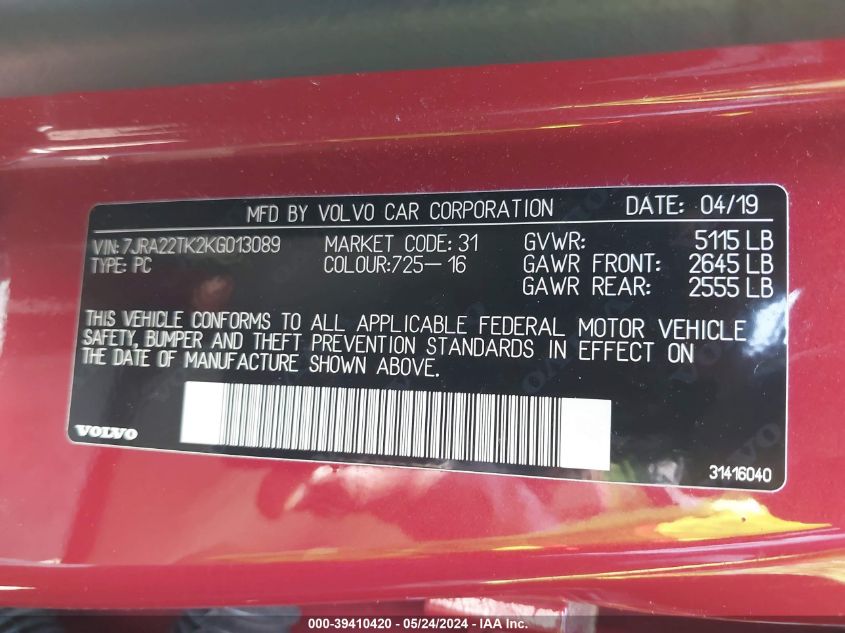 MFD BY VOLVO CAR CORPORATION DATE: 04/19
VIN: 7JRA22TK2KG013089 MARKET CODE: 31 GVWR: 5115 LB
TYPE: PC COLOUR:725-16 GAWR FRONT: 2645 LB
GAWR REAR: 2555 LB
THIS VEHICLE CONFORMS TO ALL APPLICABLE FEDERAL MOTOR VEHICLE
SAFETY, BUMPER AND THEFT PREVENTION STANDARDS IN EFFECT ON
THE DATE OF MANUFACTURE SHOWN ABOVE.
VOLVO
31416040
000-39410420 - 05/24/2024 - IAA Inc.